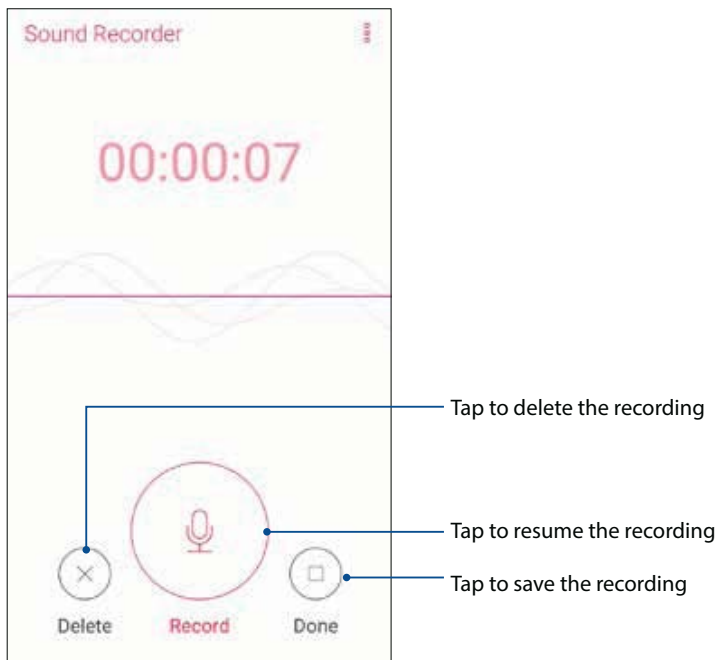 Sound Recorder
00:00:07
Tap to delete the recording
Tap to resume the recording
Tap to save the recording
Delete
Record
Done